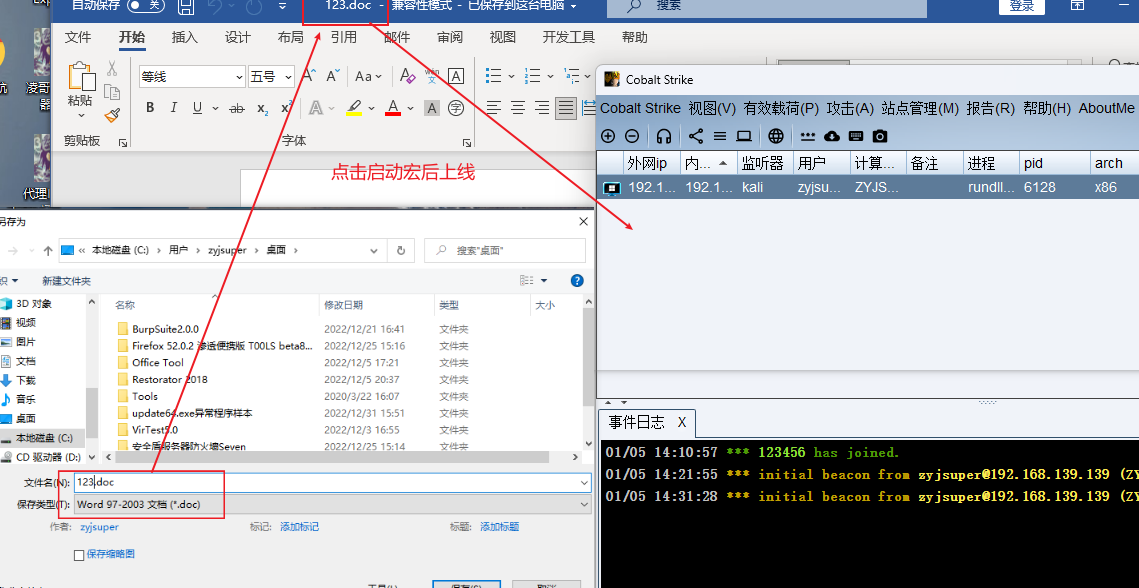 自动保存 关 123.doc - 兼容性模式 - 已保存到这台电脑 搜索 登录
文件 开始 插入 设计 布局 引用 邮件 审阅 视图 开发工具 帮助
等线 五号 Aa
粘贴
B I U ab x₂ x² A A A 字
剪贴板 字体
凌哥
器
代理
点击启动宏后上线
Cobalt Strike
Cobalt Strike 视图(V) 有效载荷(P) 攻击(A) 站点管理(M) 报告(R) 帮助(H) AboutMe
外网ip 内... 监听器 用户 计算... 备注 进程 pid arch
192.1... 192.1... kali zyjsu... ZYJS... rundll... 6128 x86
另存为
本地磁盘 (C:) › 用户 › zyjsuper › 桌面 › 搜索"桌面"
织 新建文件夹
3D 对象
视频
图片
文档
下载
音乐
桌面
本地磁盘 (C:)
CD 驱动器 (D:)
名称 修改日期 类型 大小
BurpSuite2.0.0 2022/12/21 16:41 文件夹
Firefox 52.0.2 渗透便携版 T00LS beta8... 2022/12/25 15:16 文件夹
Office Tool 2022/12/5 17:21 文件夹
Restorator 2018 2022/12/5 20:37 文件夹
Tools 2020/3/22 16:07 文件夹
update64.exe异常程序样本 2022/12/31 15:51 文件夹
VirTest5.0 2022/12/3 16:55 文件夹
安全盾服务器防火墙Seven 2022/12/25 15:14 文件夹
文件名(N): 123.doc
保存类型(T): Word 97-2003 文档 (*.doc)
作者: zyjsuper 标记: 添加标记 标题: 添加标题
保存缩略图
工具(L) 保存(S) 取消
事件日志 X
01/05 14:10:57 *** 123456 has joined.
01/05 14:21:55 *** initial beacon from zyjsuper@192.168.139.139 (ZY
01/05 14:31:28 *** initial beacon from zyjsuper@192.168.139.139 (ZY